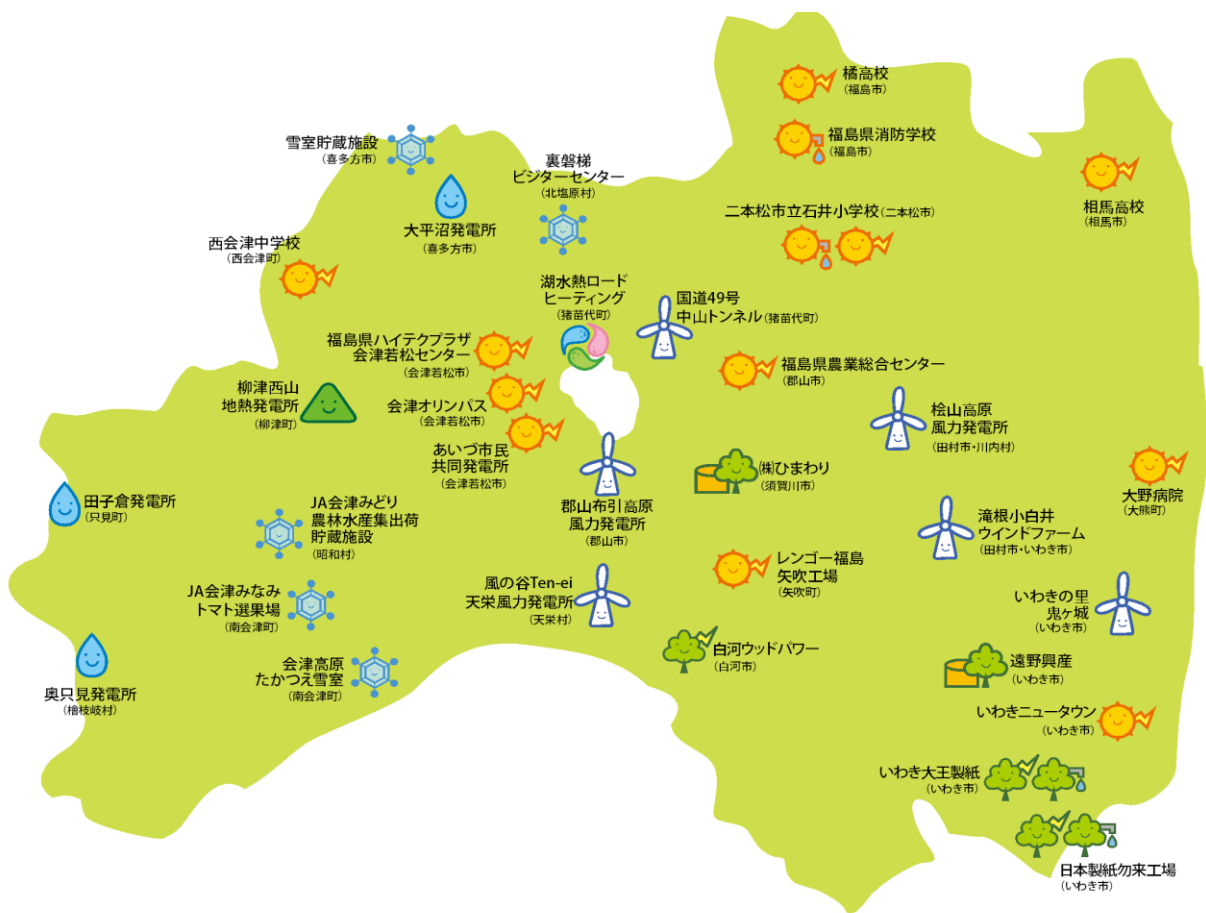 橘高校
(福島市)
雪室貯蔵施設
(喜多方市)
福島県消防学校
(福島市)
裏磐梯
ビジターセンター
(北塩原村)
相馬高校
(相馬市)
二本松市立石井小学校(二本松市)
大平沼発電所
(喜多方市)
西会津中学校
(西会津町)
湖水熱ロード
ヒーティング
(猪苗代町)
国道49号
中山トンネル(猪苗代町)
福島県ハイテクプラザ
会津若松センター
(会津若松市)
福島県農業総合センター
(郡山市)
柳津西山
地熱発電所
(柳津町)
会津オリンパス
(会津若松市)
桧山高原
風力発電所
(田村市・川内村)
あいづ市民
共同発電所
(会津若松市)
㈱ひまわり
(須賀川市)
大野病院
(大熊町)
田子倉発電所
(只見町)
JA会津みどり
農林水産集出荷
貯蔵施設
(昭和村)
郡山布引高原
風力発電所
(郡山市)
滝根小白井
ウインドファーム
(田村市・いわき市)
レンゴー福島
矢吹工場
(矢吹町)
JA会津みなみ
トマト選果場
(南会津町)
風の谷Ten-ei
天栄風力発電所
(天栄村)
いわきの里
鬼ヶ城
(いわき市)
白河ウッドパワー
(白河市)
会津高原
たかつえ雪室
(南会津町)
遠野興産
(いわき市)
奥只見発電所
(檜枝岐村)
いわきニュータウン
(いわき市)
いわき大王製紙
(いわき市)
日本製紙勿来工場
(いわき市)